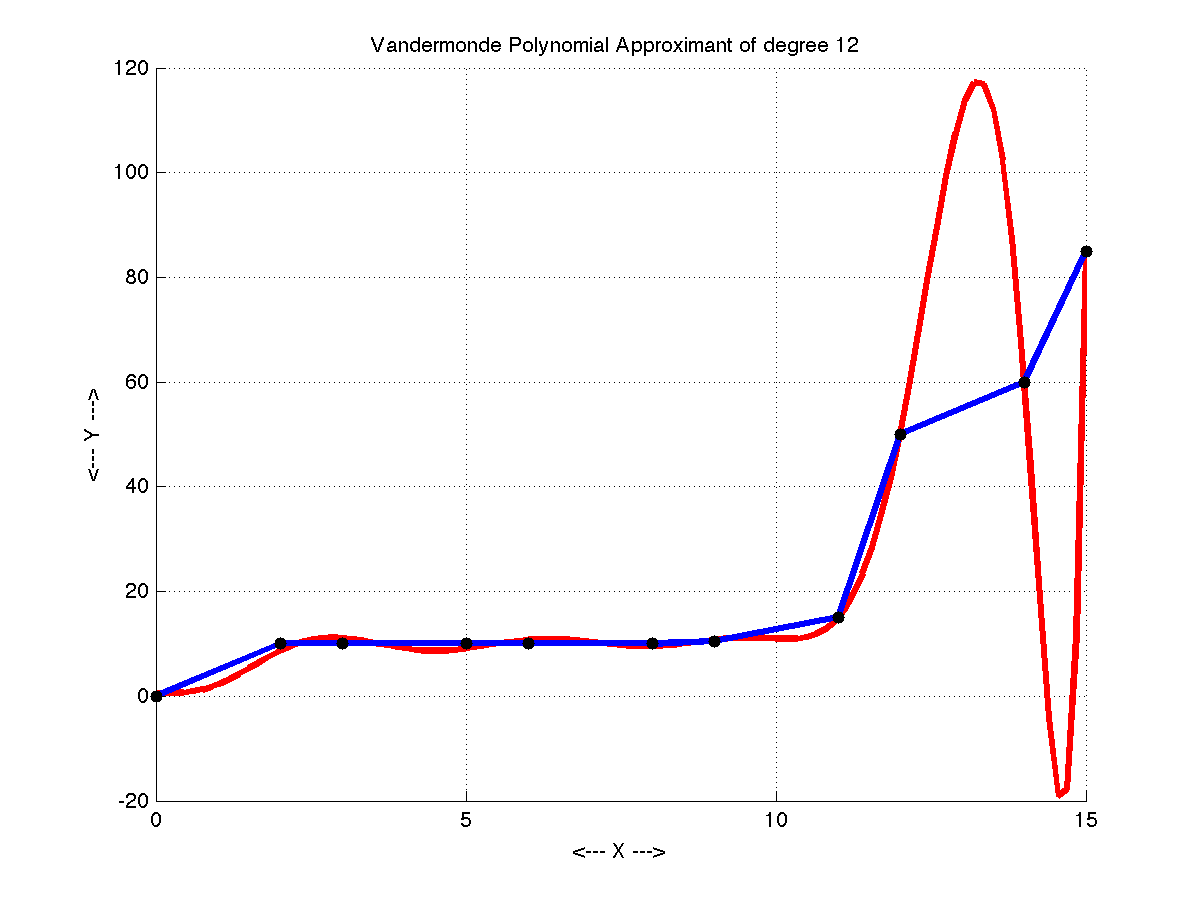 Vandermonde Polynomial Approximant of degree 12
120
100
80
60
40
20
0
-20
<--- Y --->
0 5 10 15
<--- X --->